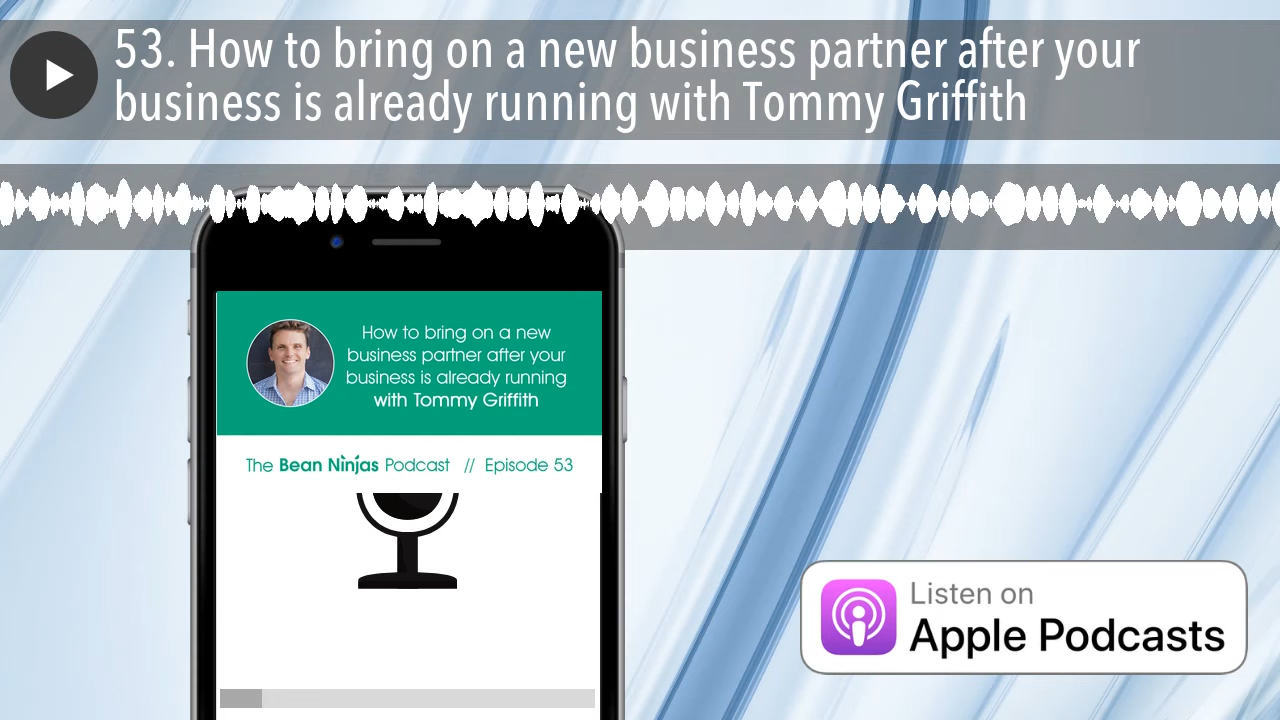 53. How to bring on a new business partner after your
business is already running with Tommy Griffith
How to bring on a new
business partner after your
business is already running
with Tommy Griffith
The Bean Ninjas Podcast // Episode 53
Listen on
Apple Podcasts